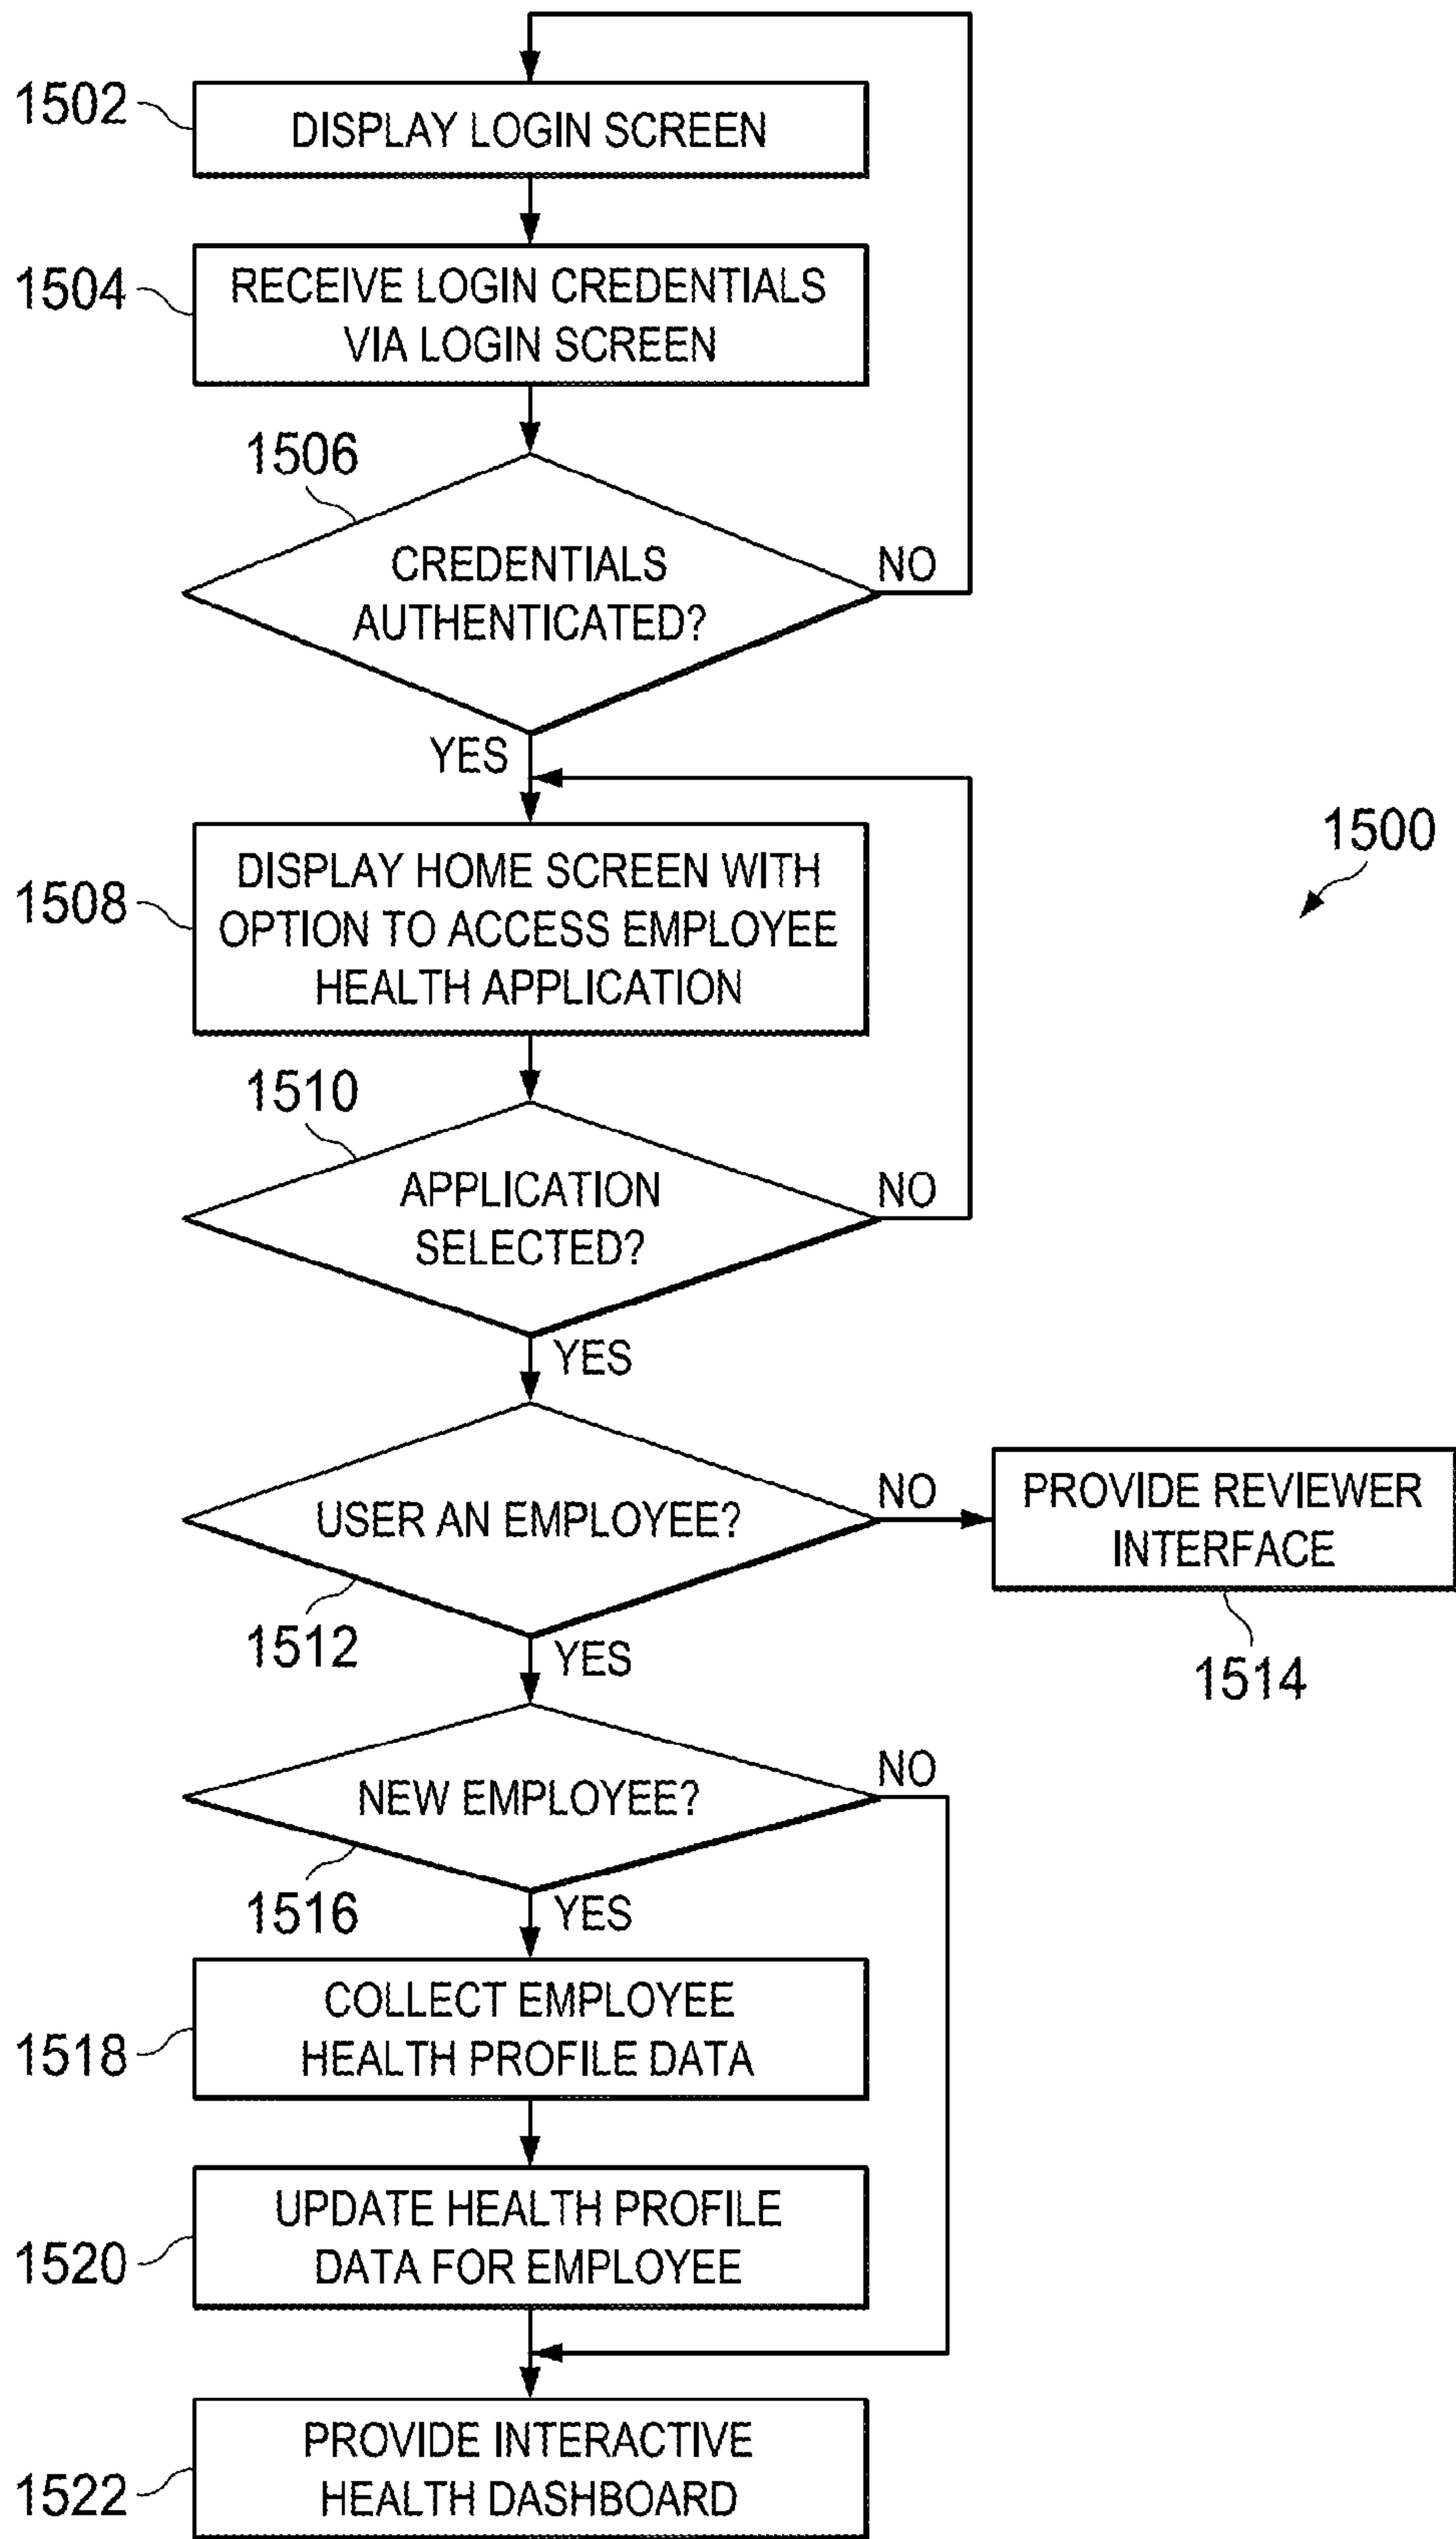 1502
DISPLAY LOGIN SCREEN
1504
RECEIVE LOGIN CREDENTIALS
VIA LOGIN SCREEN
1506
CREDENTIALS
AUTHENTICATED?
NO
YES
1500
1508
DISPLAY HOME SCREEN WITH
OPTION TO ACCESS EMPLOYEE
HEALTH APPLICATION
1510
APPLICATION
SELECTED?
NO
YES
USER AN EMPLOYEE?
NO
1512
YES
PROVIDE REVIEWER
INTERFACE
1514
NEW EMPLOYEE?
NO
1516
YES
1518
COLLECT EMPLOYEE
HEALTH PROFILE DATA
1520
UPDATE HEALTH PROFILE
DATA FOR EMPLOYEE
1522
PROVIDE INTERACTIVE
HEALTH DASHBOARD